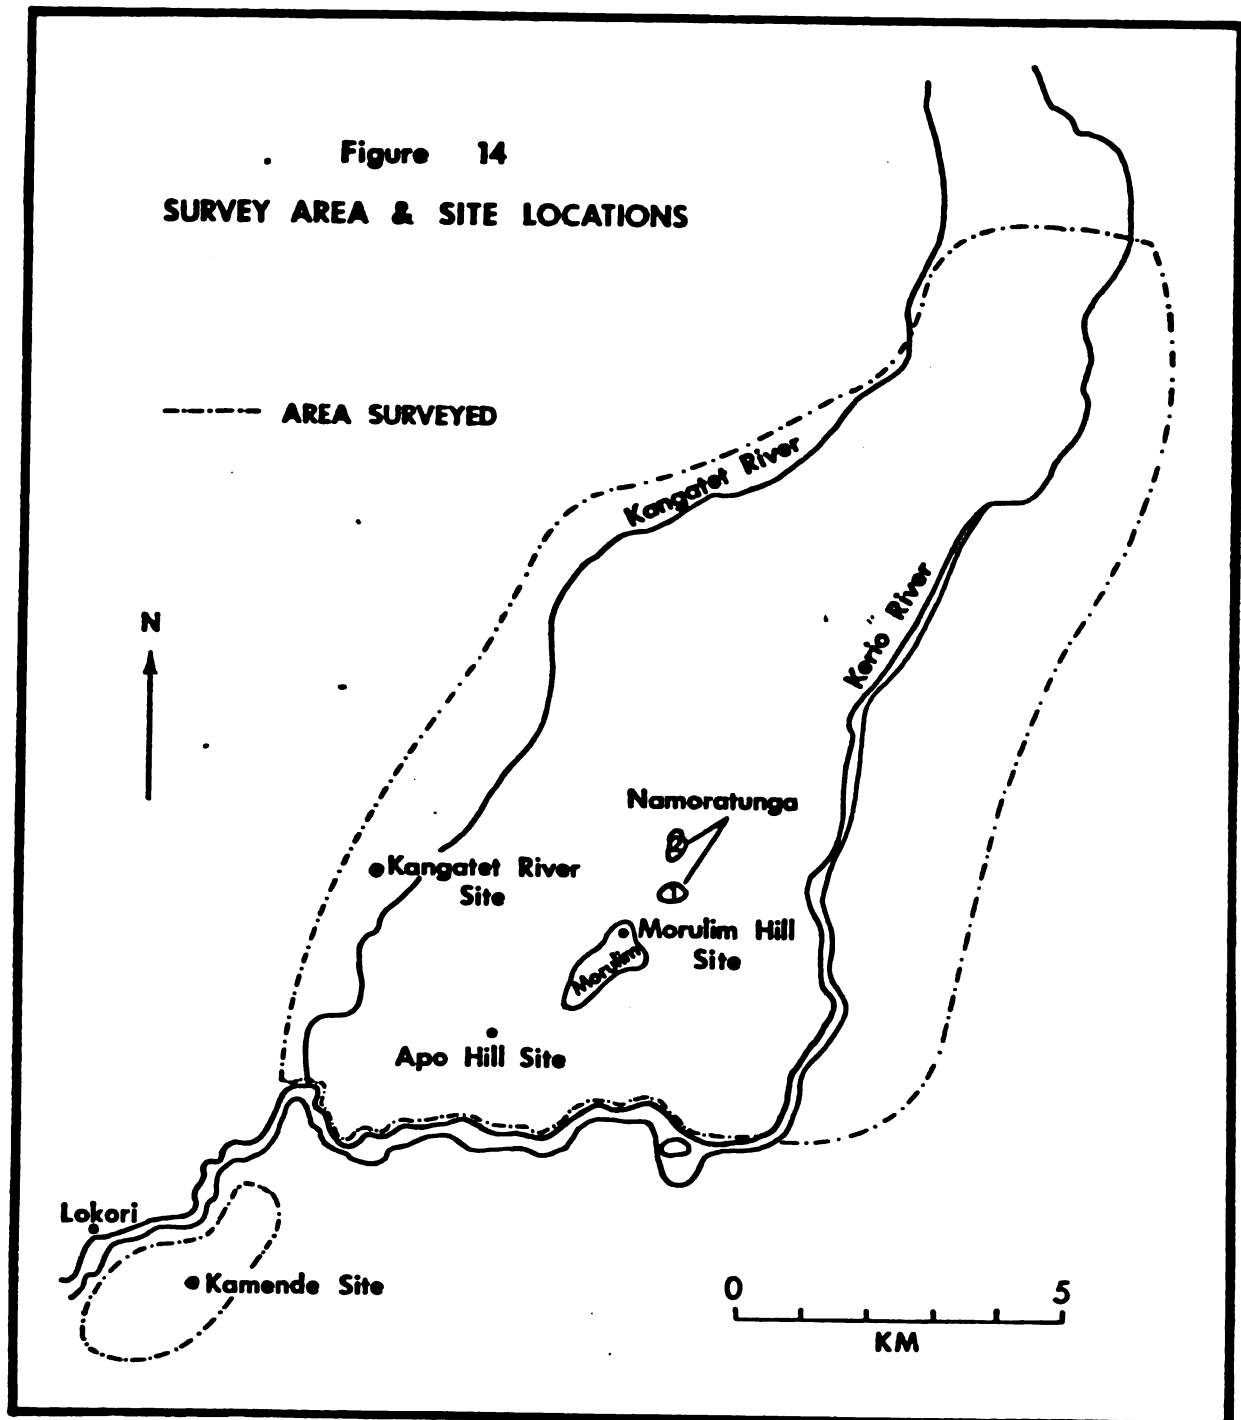 Figure 14
SURVEY AREA & SITE LOCATIONS
AREA SURVEYED
Kangatet River
N
Kerio River
Namoratunga
Kangatet River
Site
Morulim Hill
Site
Morulim
Apo Hill Site
Lokori
Kamende Site
0 5
KM